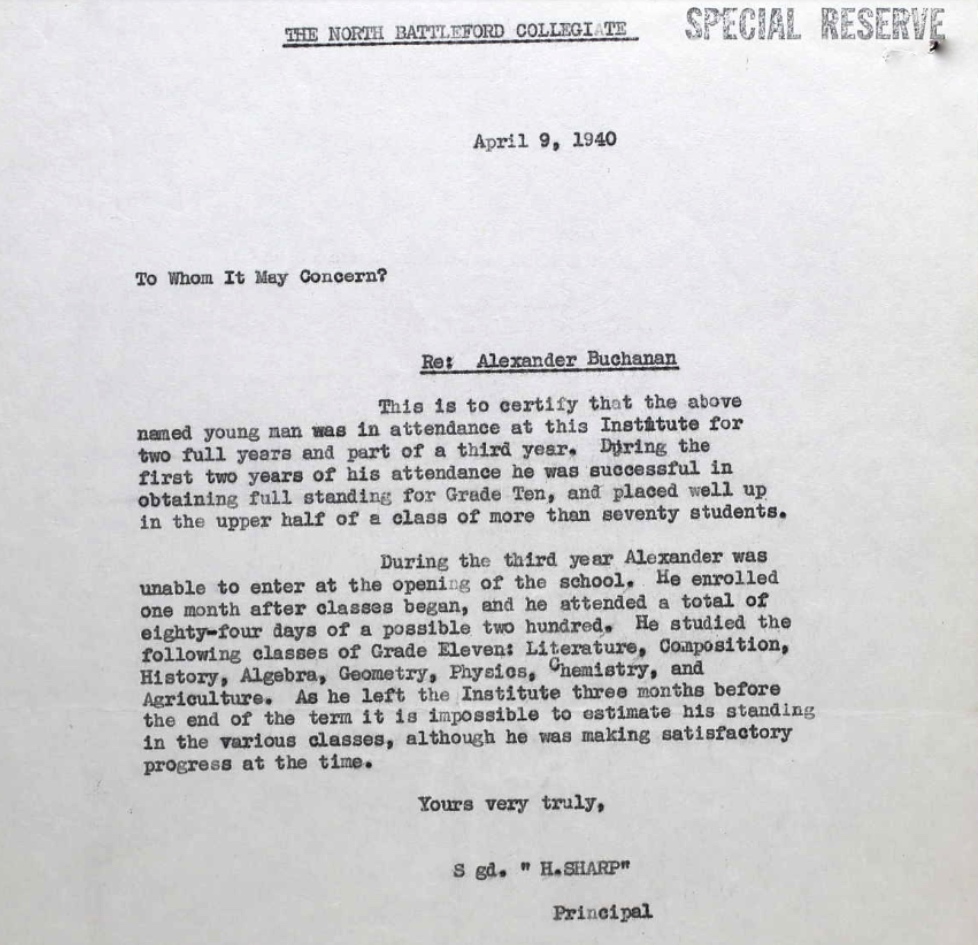 THE NORTH BATTLEFORD COLLEGIATE
SPECIAL RESERVE
April 9, 1940
To Whom It May Concern?
Re: Alexander Buchanan
This is to certify that the above
named young man was in attendance at this Institute for
two full years and part of a third year. During the
first two years of his attendance he was successful in
obtaining full standing for Grade Ten, and placed well up
in the upper half of a class of more than seventy students.
During the third year Alexander was
unable to enter at the opening of the school. He enrolled
one month after classes began, and he attended a total of
eighty-four days of a possible two hundred. He studied the
following classes of Grade Eleven: Literature, Composition,
History, Algebra, Geometry, Physics, Chemistry, and
Agriculture. As he left the Institute three months before
the end of the term it is impossible to estimate his standing
in the various classes, although he was making satisfactory
progress at the time.
Yours very truly,
S gd. " H.SHARP"
Principal